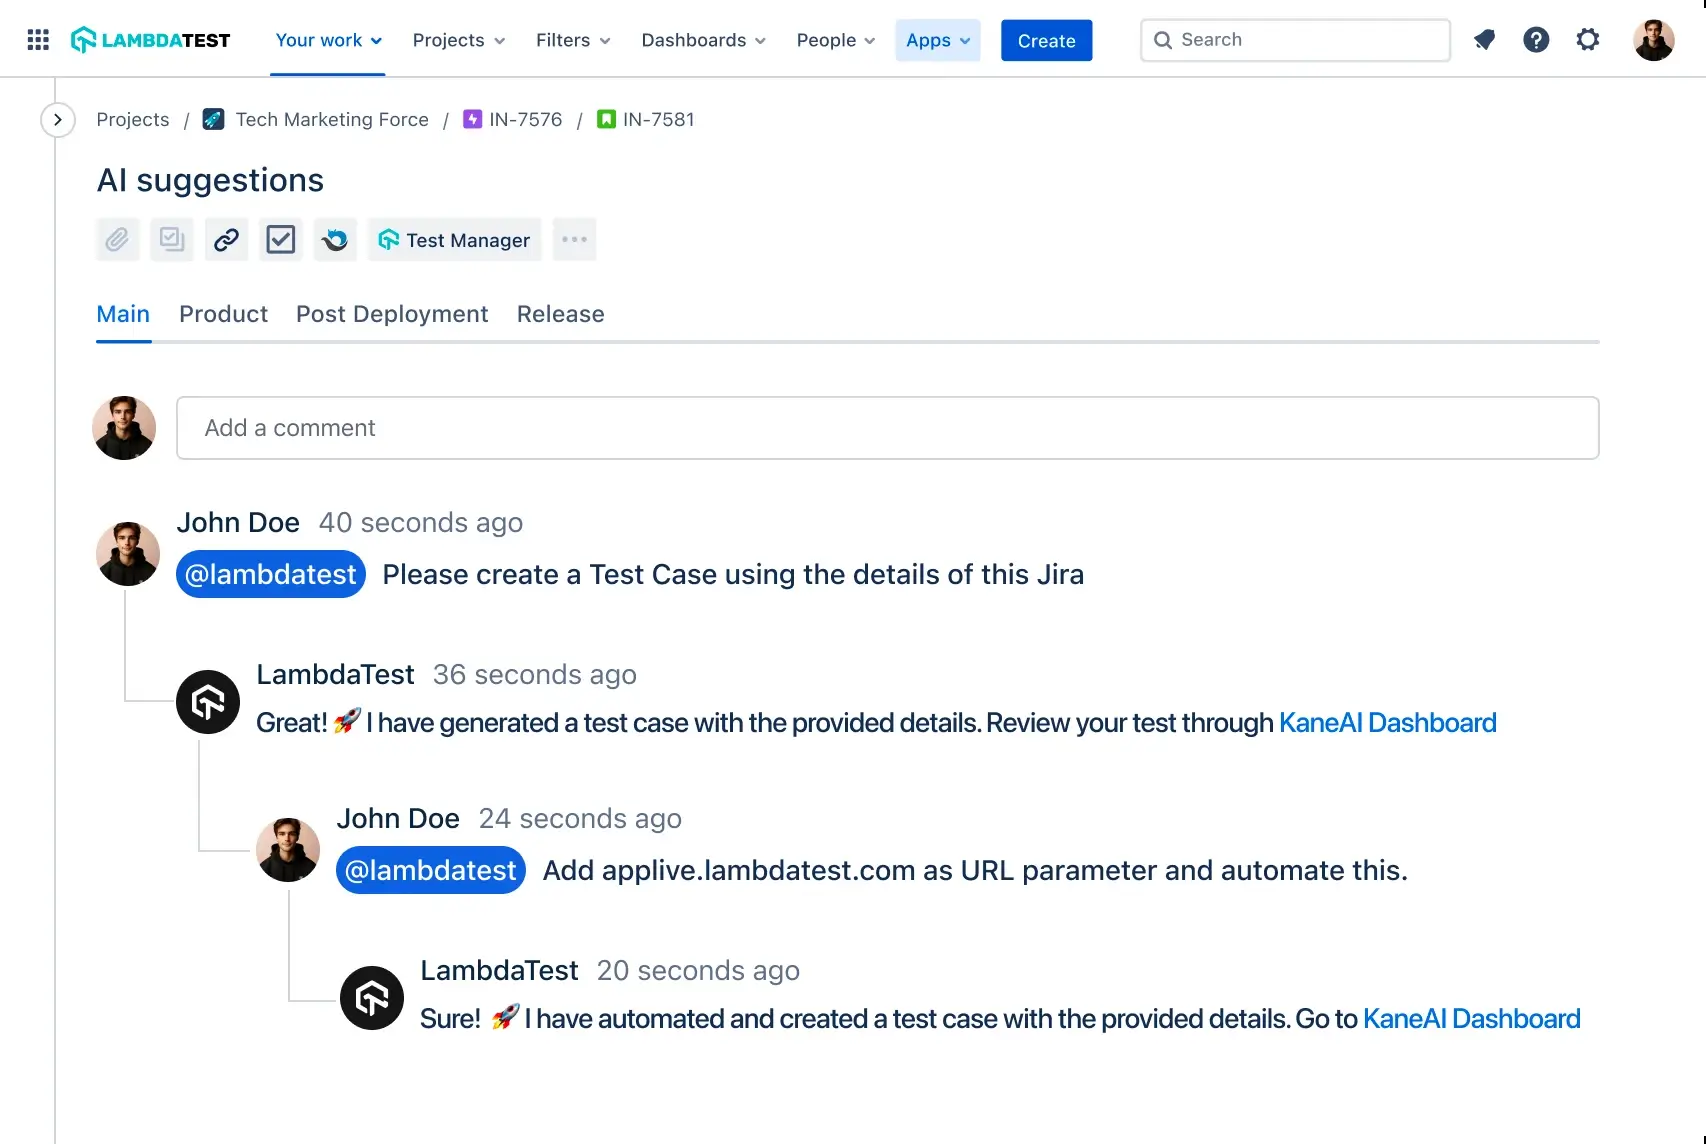 LAMBDATEST Your work Projects Filters Dashboards People Apps Create Search ?
Projects / Tech Marketing Force / IN-7576 / IN-7581
AI suggestions
Test Manager
Main Product Post Deployment Release
Add a comment
John Doe 40 seconds ago
@lambdatest Please create a Test Case using the details of this Jira
LambdaTest 36 seconds ago
Great! 🚀 I have generated a test case with the provided details. Review your test through KaneAI Dashboard
John Doe 24 seconds ago
@lambdatest Add applive.lambdatest.com as URL parameter and automate this.
LambdaTest 20 seconds ago
Sure! 🚀 I have automated and created a test case with the provided details. Go to KaneAI Dashboard